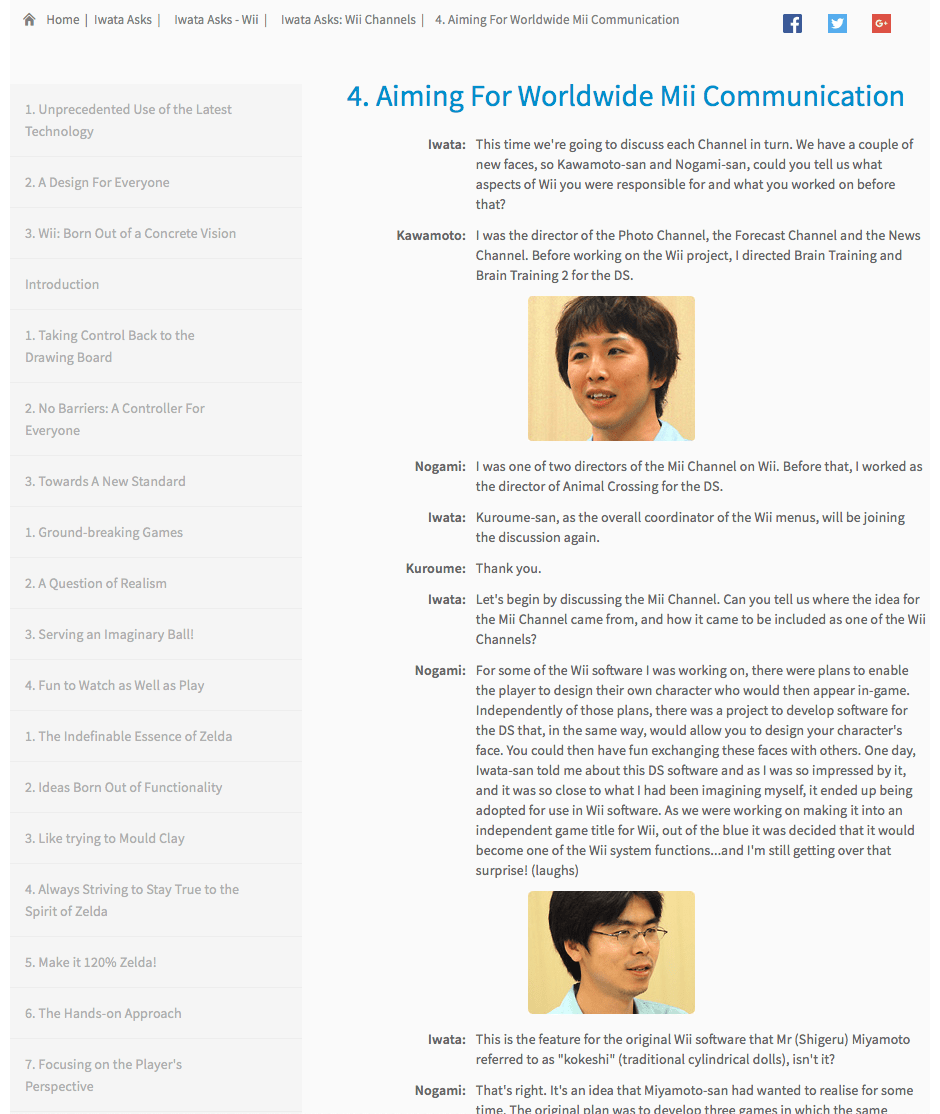 Home | Iwata Asks | Iwata Asks - Wii | Iwata Asks: Wii Channels | 4. Aiming For Worldwide Mii Communication
G+
1. Unprecedented Use of the Latest
Technology
2. A Design For Everyone
3. Wii: Born Out of a Concrete Vision
Introduction
1. Taking Control Back to the
Drawing Board
2. No Barriers: A Controller For
Everyone
3. Towards A New Standard
1. Ground-breaking Games
2. A Question of Realism
3. Serving an Imaginary Ball!
4. Fun to Watch as Well as Play
1. The Indefinable Essence of Zelda
2. Ideas Born Out of Functionality
3. Like trying to Mould Clay
4. Always Striving to Stay True to the
Spirit of Zelda
5. Make it 120% Zelda!
6. The Hands-on Approach
7. Focusing on the Player's
Perspective
4. Aiming For Worldwide Mii Communication
Iwata: This time we're going to discuss each Channel in turn. We have a couple of
new faces, so Kawamoto-san and Nogami-san, could you tell us what
aspects of Wii you were responsible for and what you worked on before
that?
Kawamoto: I was the director of the Photo Channel, the Forecast Channel and the News
Channel. Before working on the Wii project, I directed Brain Training and
Brain Training 2 for the DS.
Nogami: I was one of two directors of the Mii Channel on Wii. Before that, I worked as
the director of Animal Crossing for the DS.
Iwata: Kuroume-san, as the overall coordinator of the Wii menus, will be joining
the discussion again.
Kuroume: Thank you.
Iwata: Let's begin by discussing the Mii Channel. Can you tell us where the idea for
the Mii Channel came from, and how it came to be included as one of the Wii
Channels?
Nogami: For some of the Wii software I was working on, there were plans to enable
the player to design their own character who would then appear in-game.
Independently of those plans, there was a project to develop software for
the DS that, in the same way, would allow you to design your character's
face. You could then have fun exchanging these faces with others. One day,
Iwata-san told me about this DS software and as I was so impressed by it,
and it was so close to what I had been imagining myself, it ended up being
adopted for use in Wii software. As we were working on making it into an
independent game title for Wii, out of the blue it was decided that it would
become one of the Wii system functions...and I'm still getting over that
surprise! (laughs)
Iwata: This is the feature for the original Wii software that Mr (Shigeru) Miyamoto
referred to as "kokeshi" (traditional cylindrical dolls), isn't it?
Nogami: That's right. It's an idea that Miyamoto-san had wanted to realise for some
time. The original plan was to develop three games in which the same